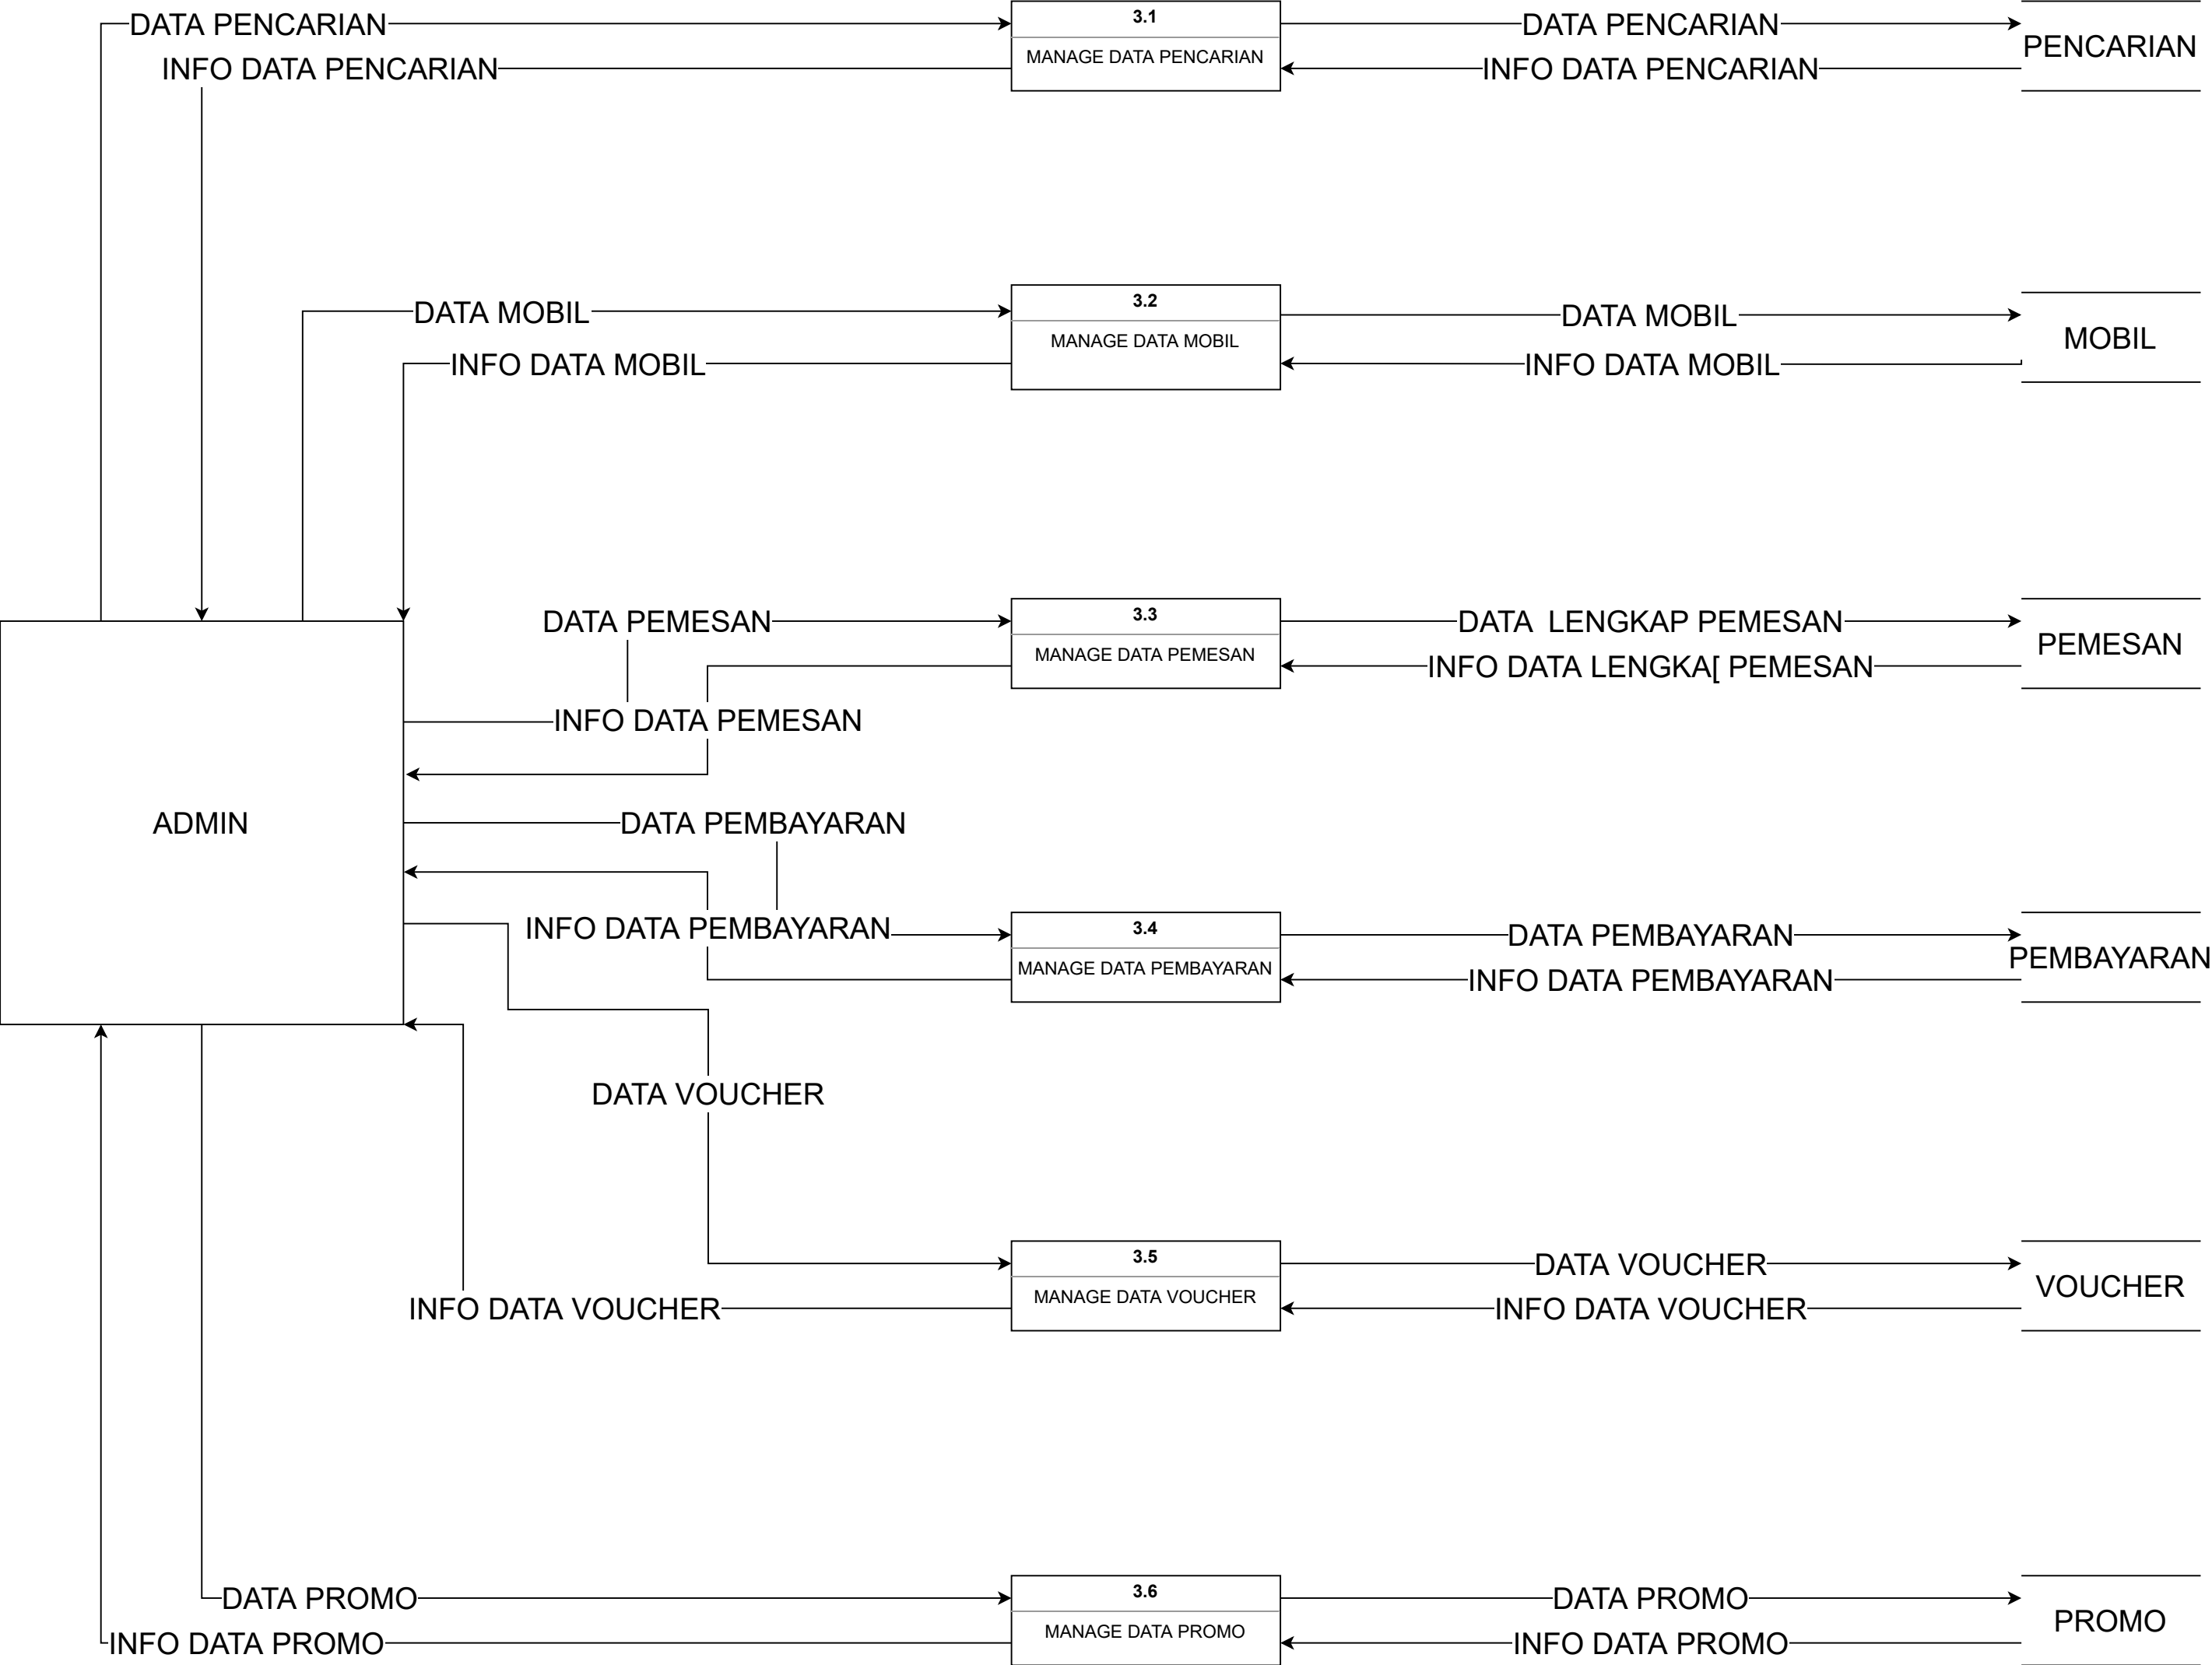 DATA PENCARIAN
3.1
DATA PENCARIAN
PENCARIAN
INFO DATA PENCARIAN
MANAGE DATA PENCARIAN
INFO DATA PENCARIAN
DATA MOBIL
3.2
DATA MOBIL
MOBIL
INFO DATA MOBIL
MANAGE DATA MOBIL
INFO DATA MOBIL
DATA PEMESAN
3.3
DATA  LENGKAP PEMESAN
PEMESAN
MANAGE DATA PEMESAN
INFO DATA LENGKA[ PEMESAN
INFO DATA PEMESAN
ADMIN
DATA PEMBAYARAN
INFO DATA PEMBAYARAN
3.4
DATA PEMBAYARAN
PEMBAYARAN
MANAGE DATA PEMBAYARAN
INFO DATA PEMBAYARAN
DATA VOUCHER
3.5
DATA VOUCHER
VOUCHER
INFO DATA VOUCHER
MANAGE DATA VOUCHER
INFO DATA VOUCHER
DATA PROMO
3.6
DATA PROMO
PROMO
INFO DATA PROMO
MANAGE DATA PROMO
INFO DATA PROMO